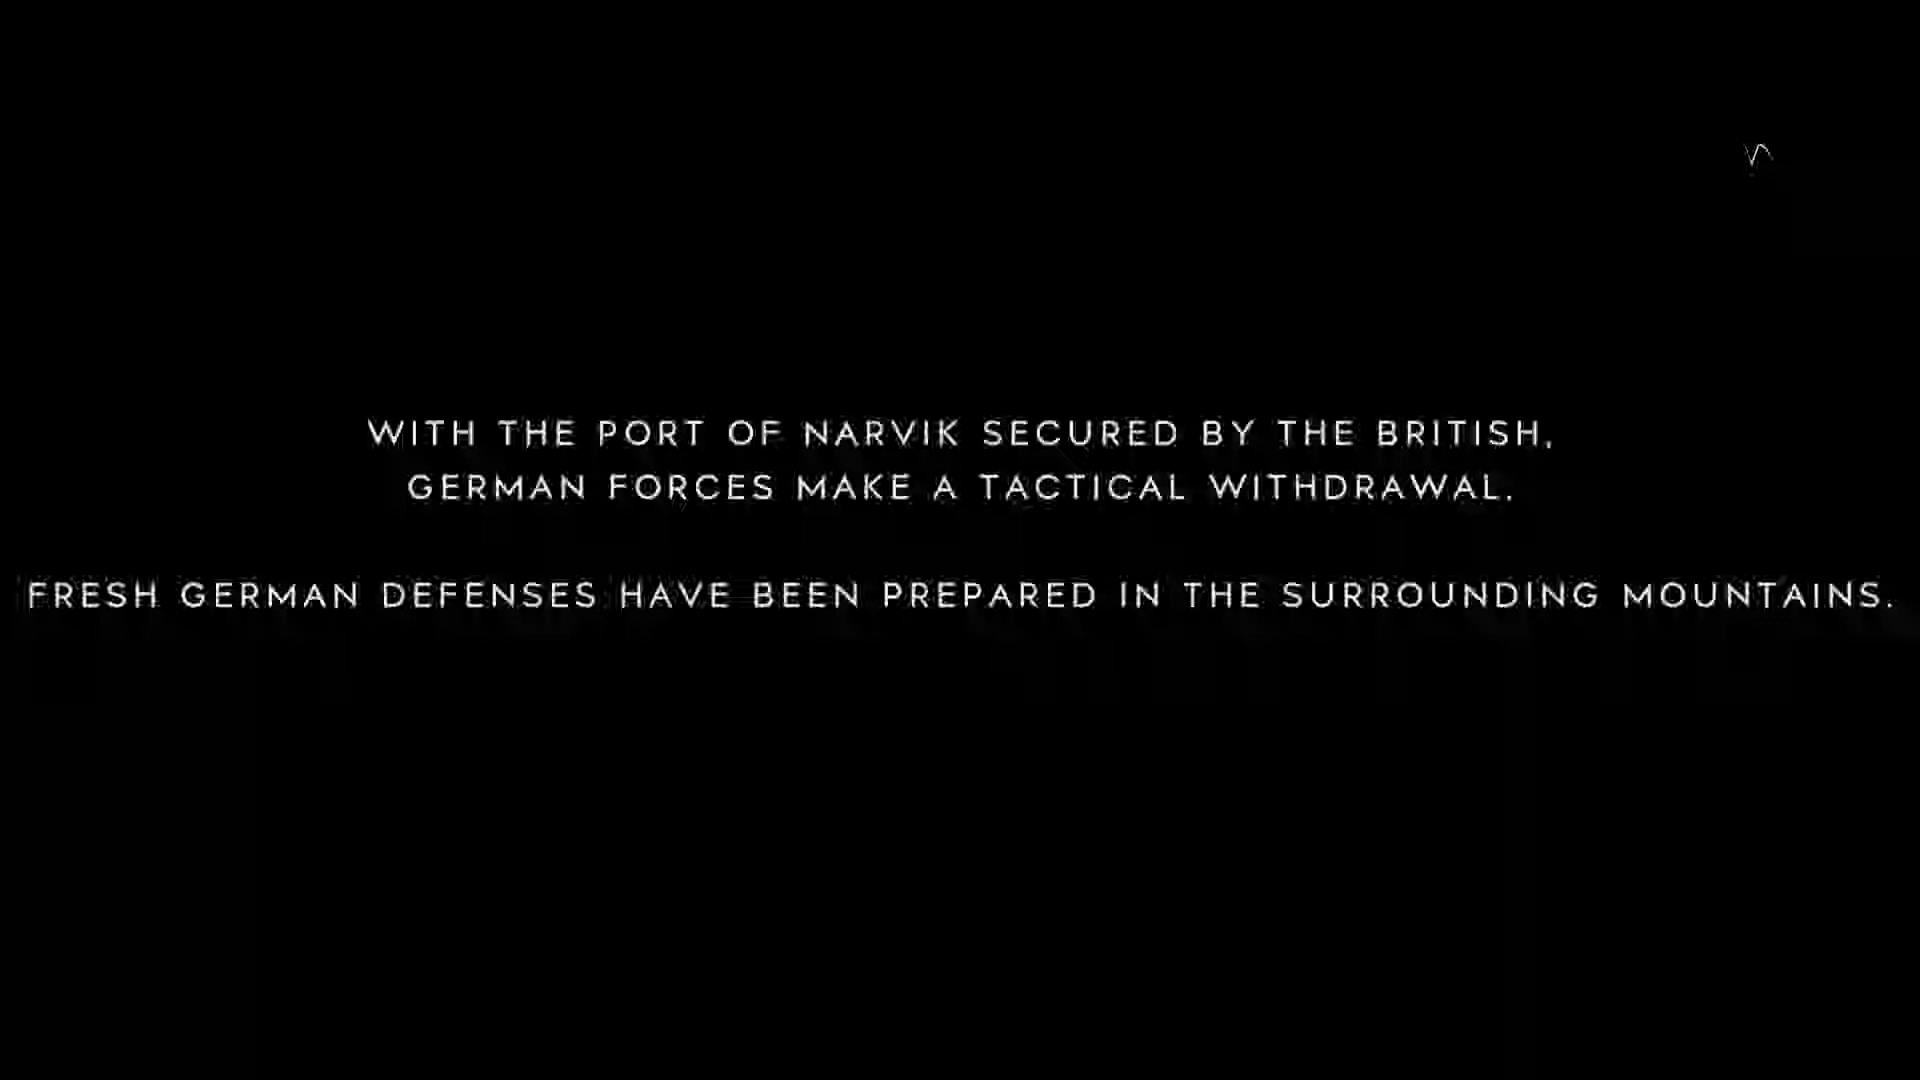 WITH THE PORT OF NARVIK SECURED BY THE BRITISH,
GERMAN FORCES MAKE A TACTICAL WITHDRAWAL.
FRESH GERMAN DEFENSES HAVE BEEN PREPARED IN THE SURROUNDING MOUNTAINS.